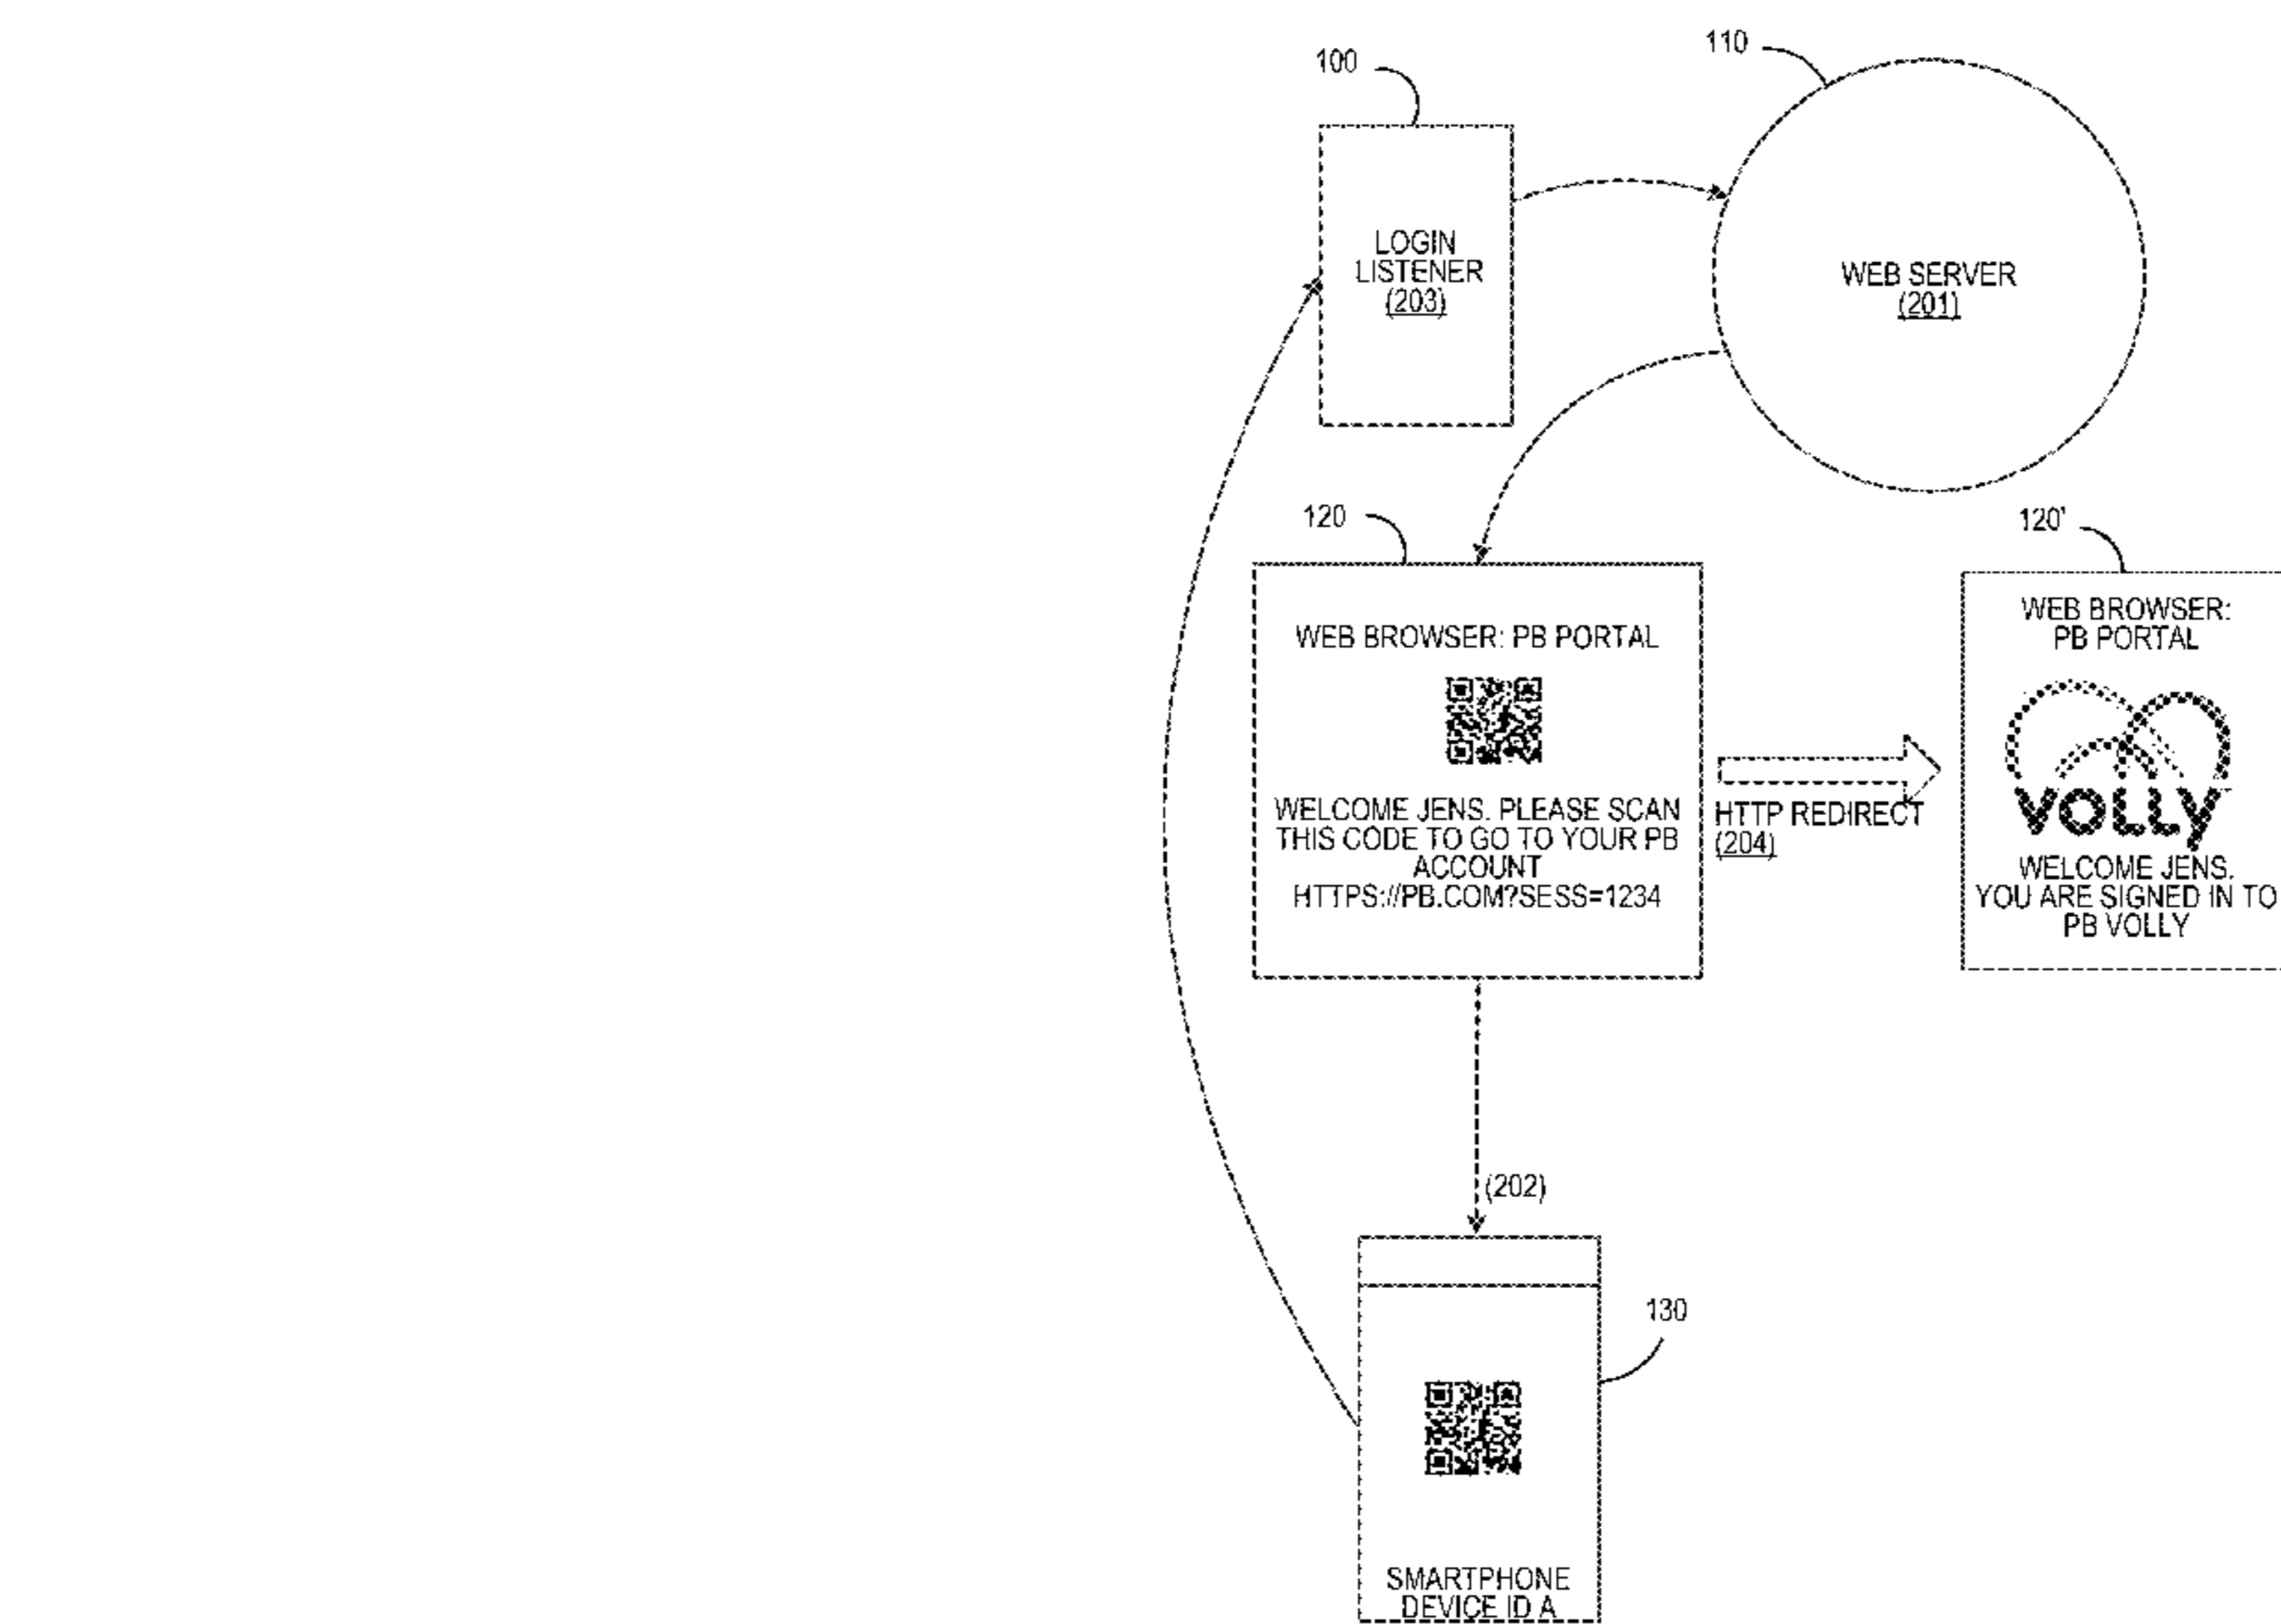 100
110
LOGIN
LISTENER
(203)
WEB SERVER
(201)
120
120'
WEB BROWSER: PB PORTAL
WELCOME JENS. PLEASE SCAN
THIS CODE TO GO TO YOUR PB
ACCOUNT
HTTPS://PB.COM?SESS=1234
HTTP REDIRECT
(204)
WEB BROWSER:
PB PORTAL
VOLLY
WELCOME JENS.
YOU ARE SIGNED IN TO
PB VOLLY
(202)
130
SMARTPHONE
DEVICE ID A